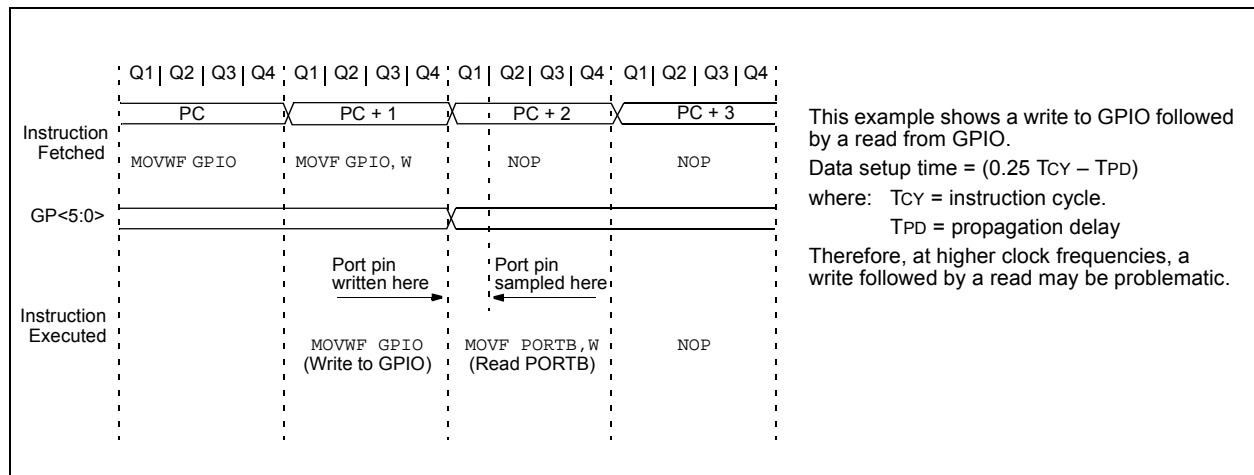 Q1 | Q2 | Q3 | Q4 Q1 | Q2 | Q3 | Q4 Q1 | Q2 | Q3 | Q4 Q1 | Q2 | Q3 | Q4
PC PC + 1 PC + 2 PC + 3
Instruction
Fetched
MOVWF GPIO MOVF GPIO, W NOP NOP
GP<5:0>
Port pin
written here
Port pin
sampled here
Instruction
Executed
MOVWF GPIO
(Write to GPIO)
MOVF PORTB,W
(Read PORTB)
NOP
This example shows a write to GPIO followed
by a read from GPIO.
Data setup time = (0.25 TCY – TPD)
where: TCY = instruction cycle.
TPD = propagation delay
Therefore, at higher clock frequencies, a
write followed by a read may be problematic.